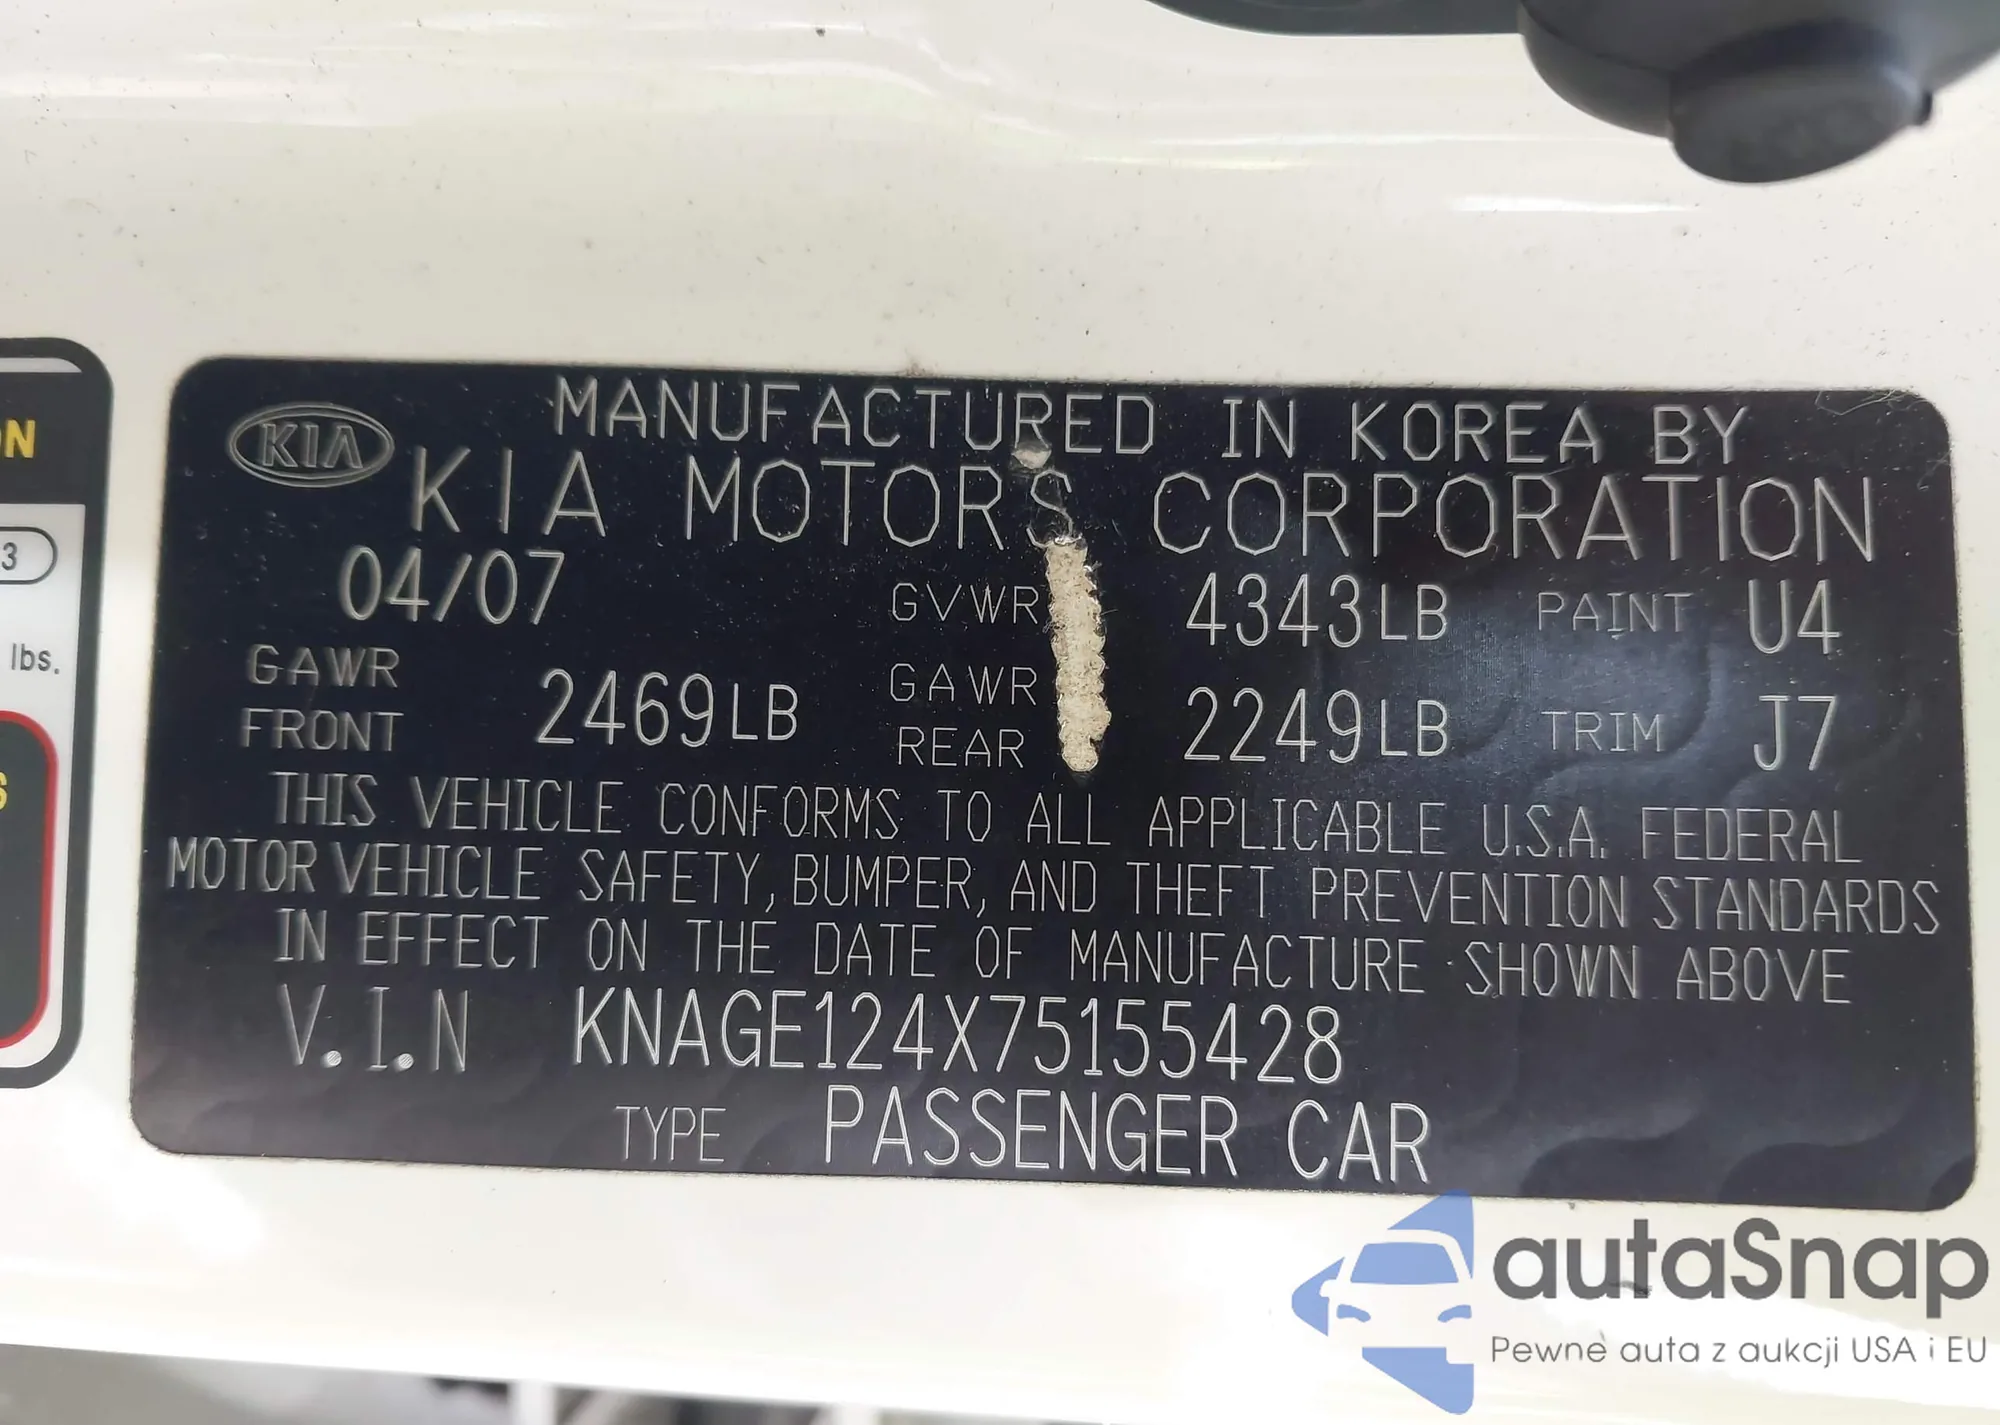 KIA
MANUFACTURED IN KOREA BY
KIA MOTORS CORPORATION
04/07 GVWR 4343LB PAINT U4
GAWR FRONT 2469LB GAWR REAR 2249LB TRIM J7
THIS VEHICLE CONFORMS TO ALL APPLICABLE U.S.A. FEDERAL
MOTOR VEHICLE SAFETY, BUMPER, AND THEFT PREVENTION STANDARDS
IN EFFECT ON THE DATE OF MANUFACTURE SHOWN ABOVE
V.I.N KNAGE124X75155428
TYPE PASSENGER CAR
3
lbs.
autaSnap
Pewne auta z aukcji USA i EU